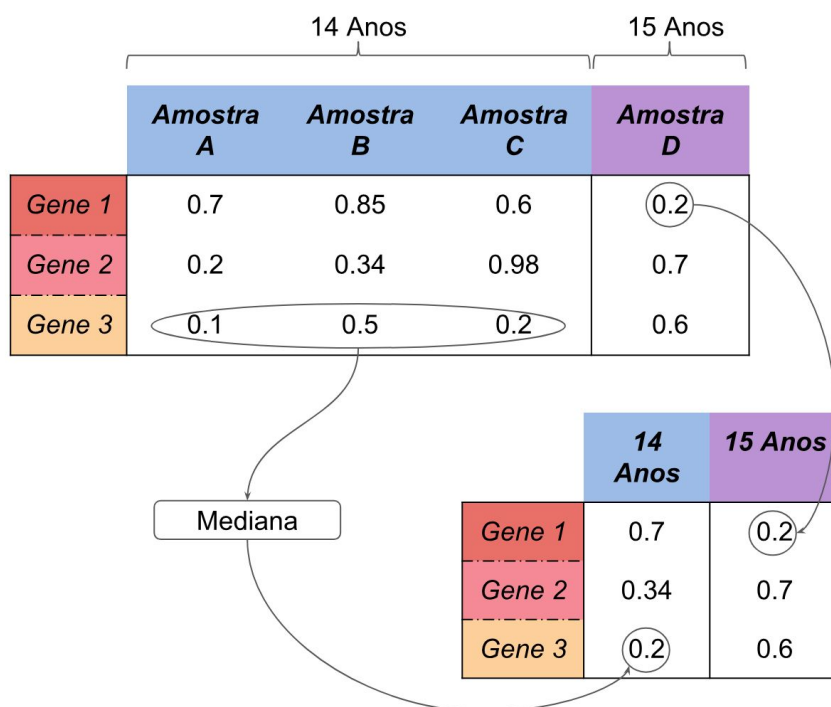 14 Anos 15 Anos
Amostra A Amostra B Amostra C Amostra D
Gene 1 0.7 0.85 0.6 0.2
Gene 2 0.2 0.34 0.98 0.7
Gene 3 0.1 0.5 0.2 0.6
Mediana
14 Anos 15 Anos
Gene 1 0.7 0.2
Gene 2 0.34 0.7
Gene 3 0.2 0.6